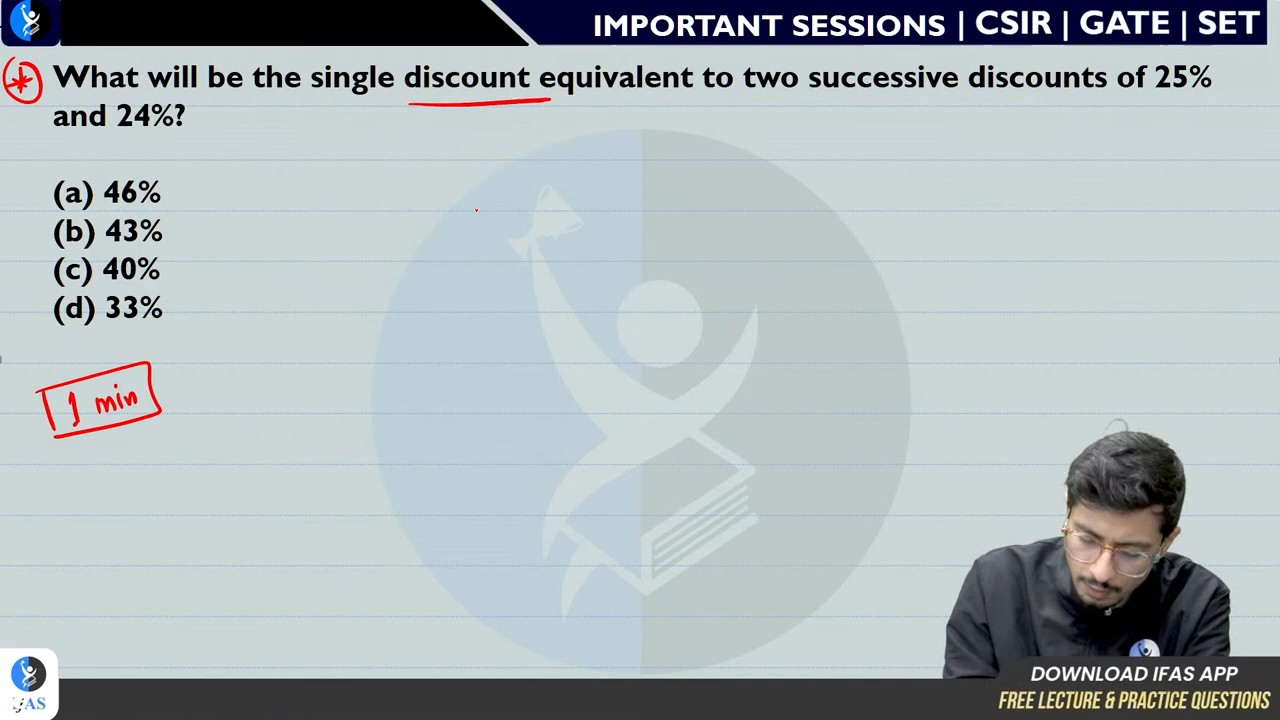 IMPORTANT SESSIONS | CSIR | GATE | SET
What will be the single discount equivalent to two successive discounts of 25%
and 24%?
(a) 46%
(b) 43%
(c) 40%
(d) 33%
1 min
DOWNLOAD IFAS APP
IFAS
FREE LECTURE & PRACTICE QUESTIONS